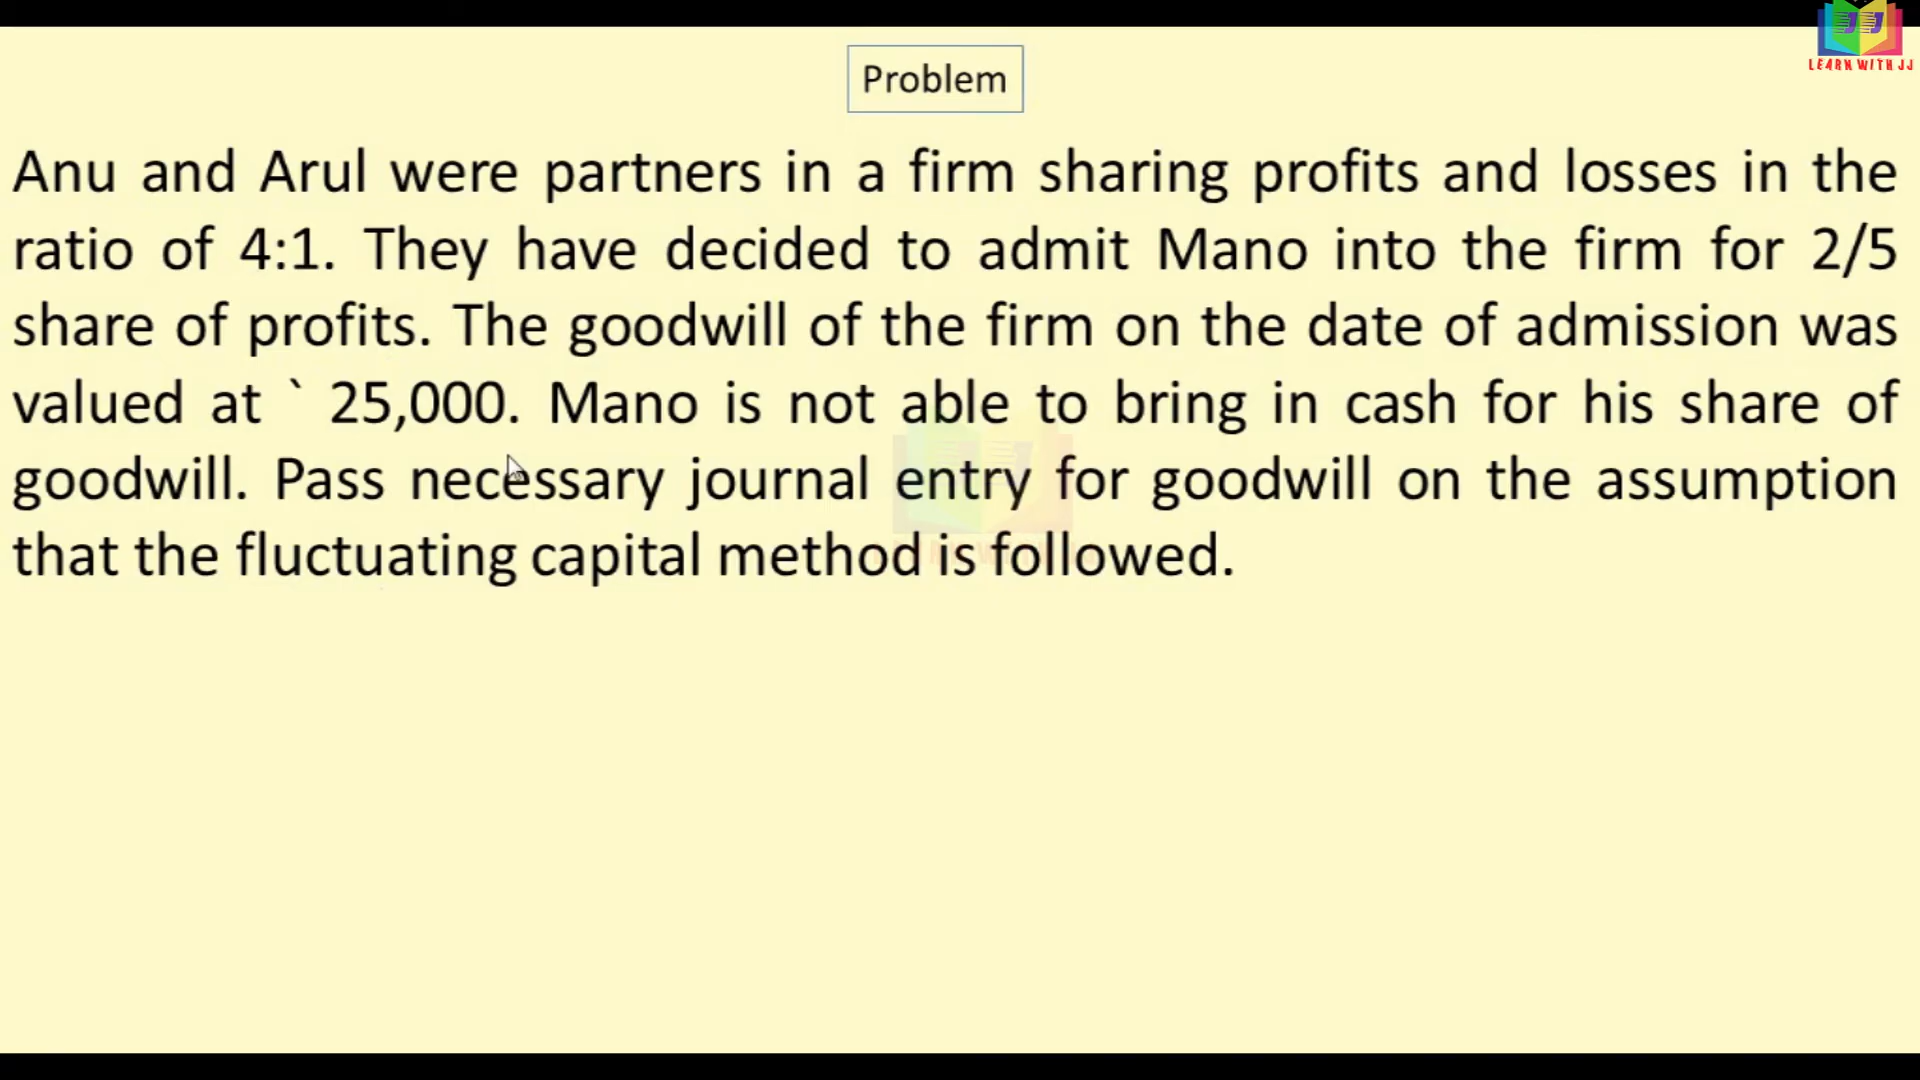 LEARN WITH JJ
Problem
Anu and Arul were partners in a firm sharing profits and losses in the
ratio of 4:1. They have decided to admit Mano into the firm for 2/5
share of profits. The goodwill of the firm on the date of admission was
valued at ` 25,000. Mano is not able to bring in cash for his share of
goodwill. Pass necessary journal entry for goodwill on the assumption
that the fluctuating capital method is followed.